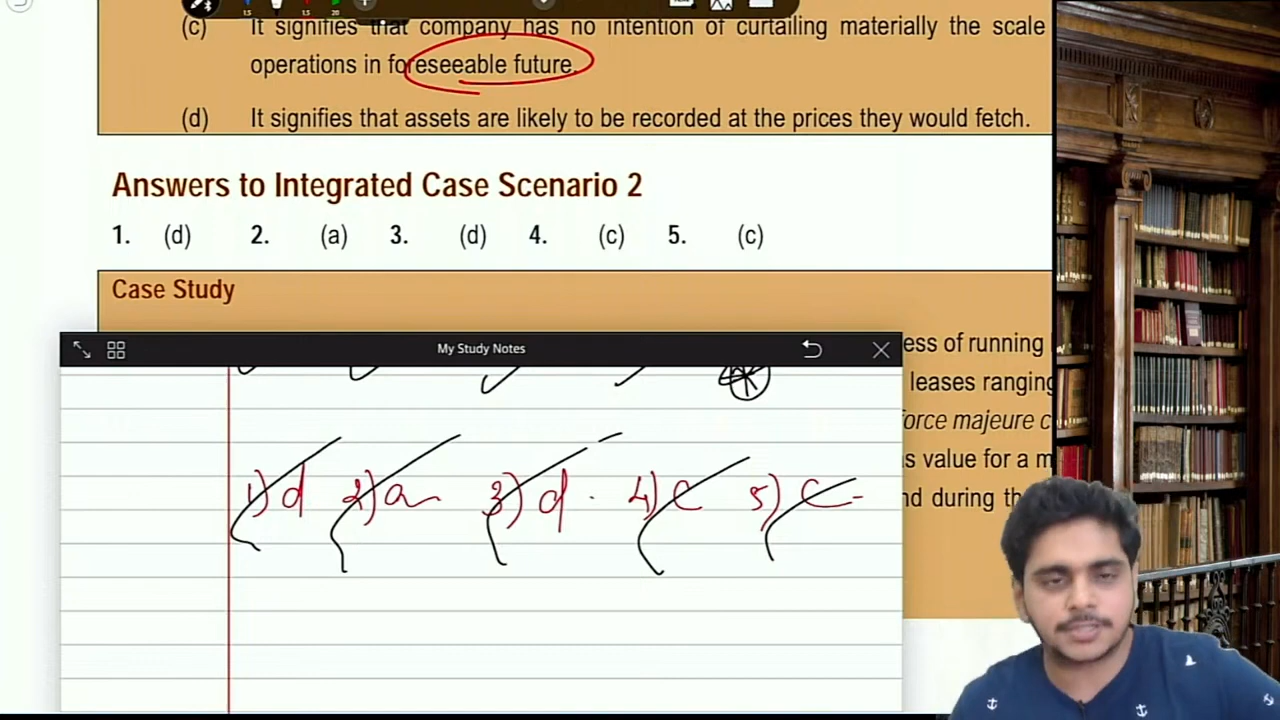 (c) It signifies that company has no intention of curtailing materially the scale
operations in foreseeable future.
(d) It signifies that assets are likely to be recorded at the prices they would fetch.
Answers to Integrated Case Scenario 2
1. (d) 2. (a) 3. (d) 4. (c) 5. (c)
Case Study
ess of running
leases ranging
force majeure c
s value for a m
nd during th
My Study Notes
1) d 2) a 3) d 4) c 5) c